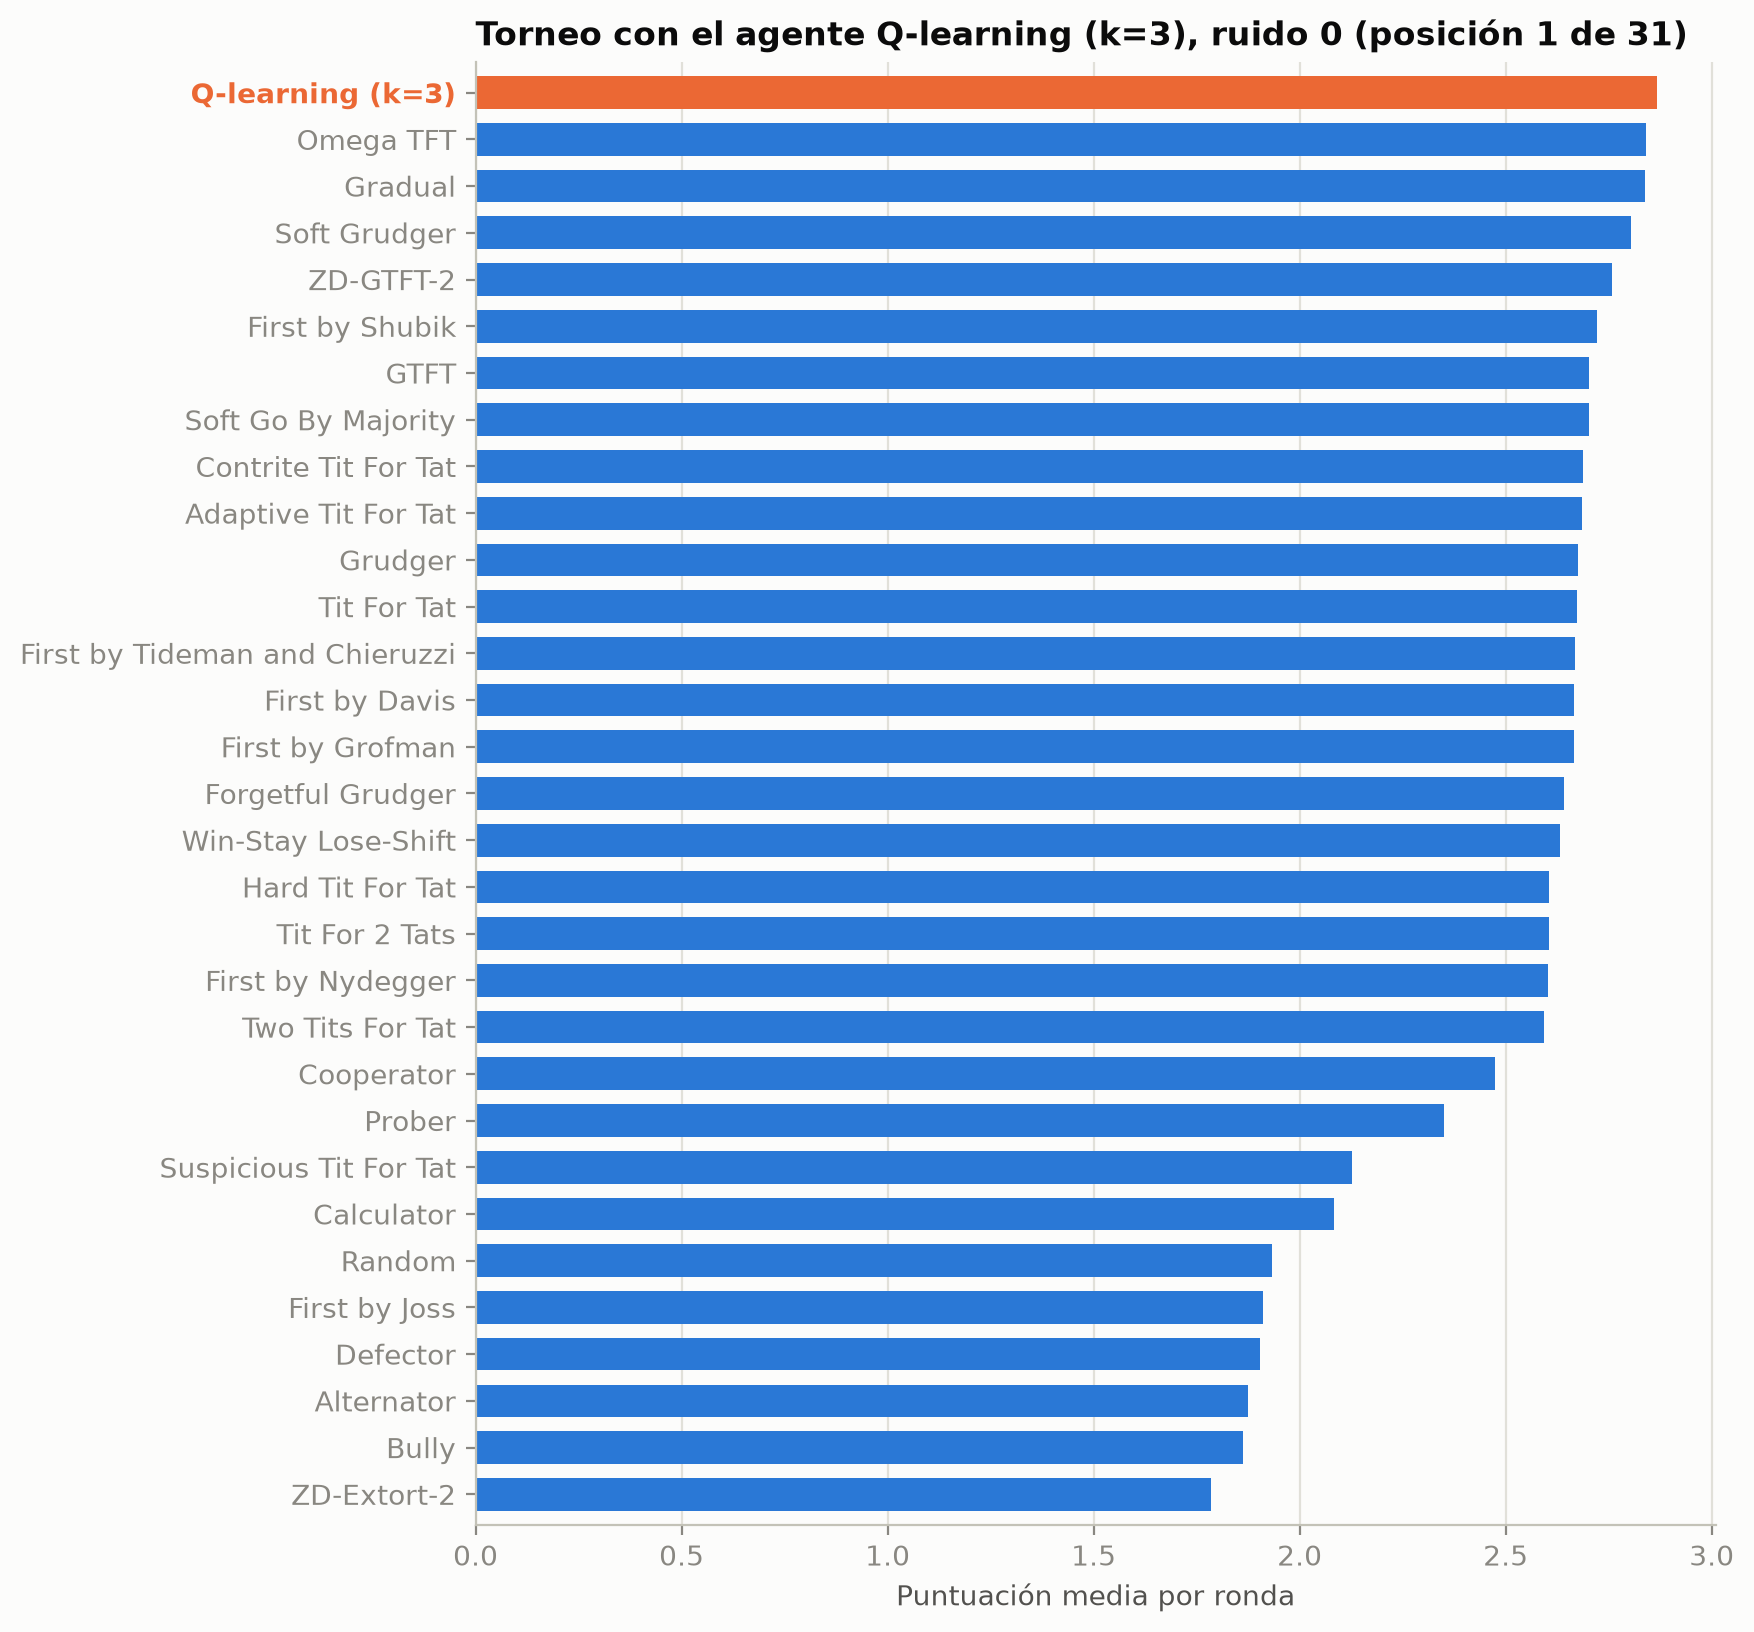 Torneo con el agente Q-learning (k=3), ruido 0 (posición 1 de 31)
Q-learning (k=3)
Omega TFT
Gradual
Soft Grudger
ZD-GTFT-2
First by Shubik
GTFT
Soft Go By Majority
Contrite Tit For Tat
Adaptive Tit For Tat
Grudger
Tit For Tat
First by Tideman and Chieruzzi
First by Davis
First by Grofman
Forgetful Grudger
Win-Stay Lose-Shift
Hard Tit For Tat
Tit For 2 Tats
First by Nydegger
Two Tits For Tat
Cooperator
Prober
Suspicious Tit For Tat
Calculator
Random
First by Joss
Defector
Alternator
Bully
ZD-Extort-2
0.0 0.5 1.0 1.5 2.0 2.5 3.0
Puntuación media por ronda